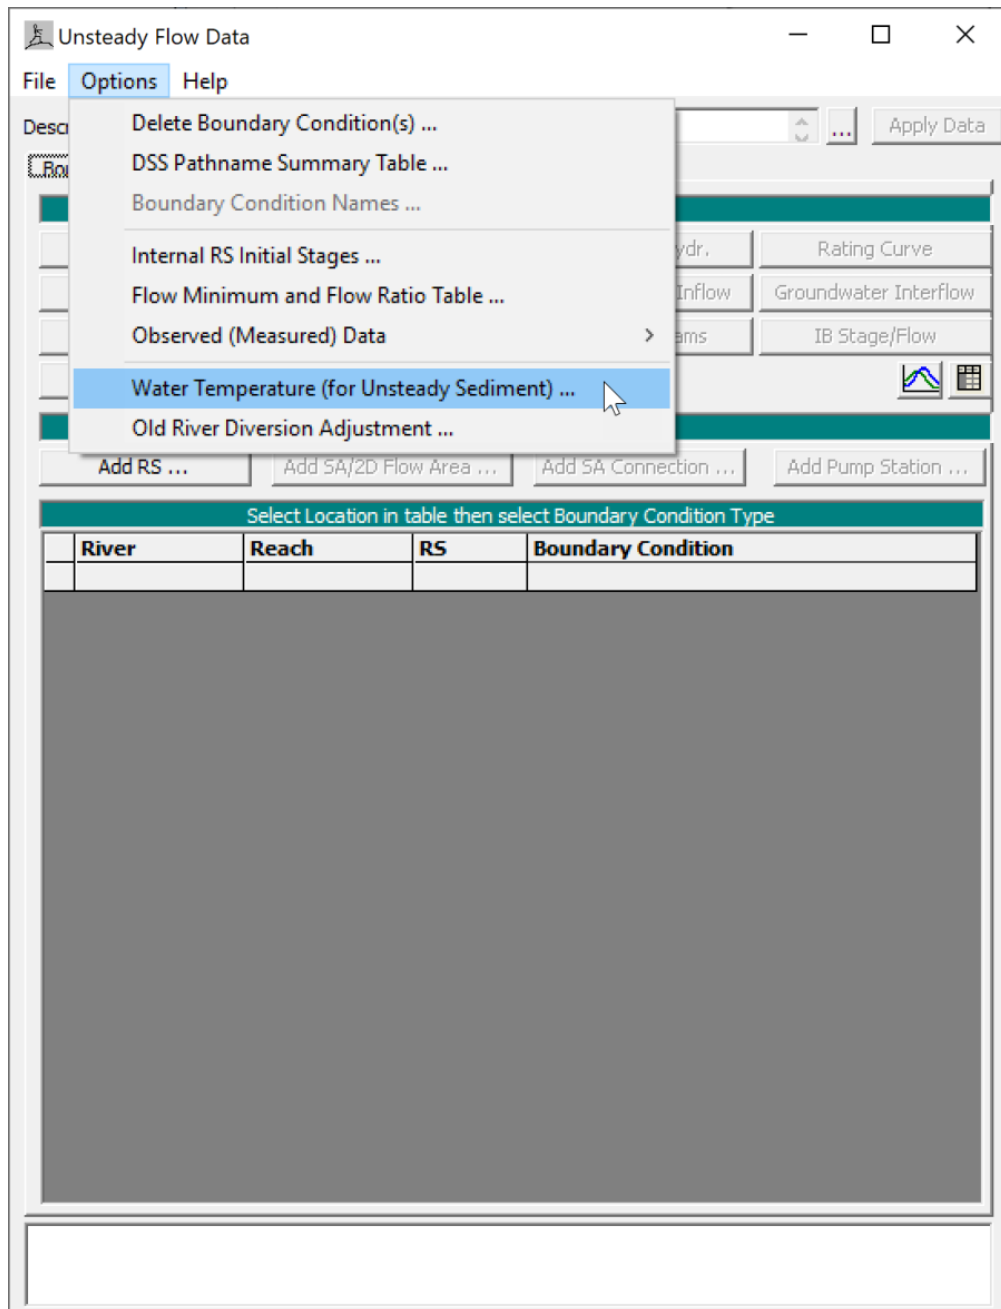 Unsteady Flow Data
File Options Help
Delete Boundary Condition(s) ...
... Apply Data
DSS Pathname Summary Table ...
Boundary Condition Names ...
Internal RS Initial Stages ...
Rating Curve
Flow Minimum and Flow Ratio Table ...
Inflow Groundwater Interflow
Observed (Measured) Data
IB Stage/Flow
Water Temperature (for Unsteady Sediment) ...
Old River Diversion Adjustment ...
Add RS ... Add SA/2D Flow Area ... Add SA Connection ... Add Pump Station ...
Select Location in table then select Boundary Condition Type
River Reach RS Boundary Condition